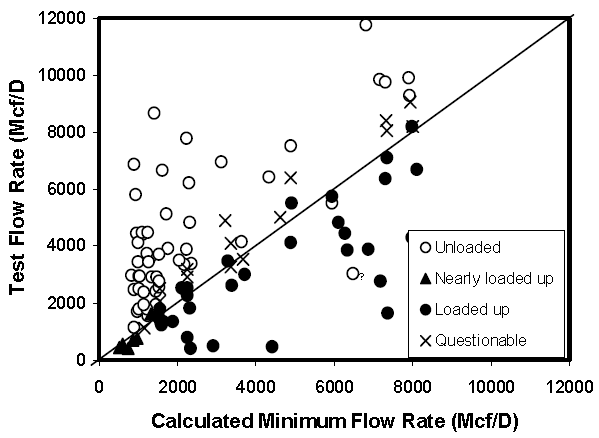 12000
10000
8000
6000
4000
2000
0
Test Flow Rate (Mcf/D)
?
Unloaded
Nearly loaded up
Loaded up
Questionable
0 2000 4000 6000 8000 10000 12000
Calculated Minimum Flow Rate (Mcf/D)